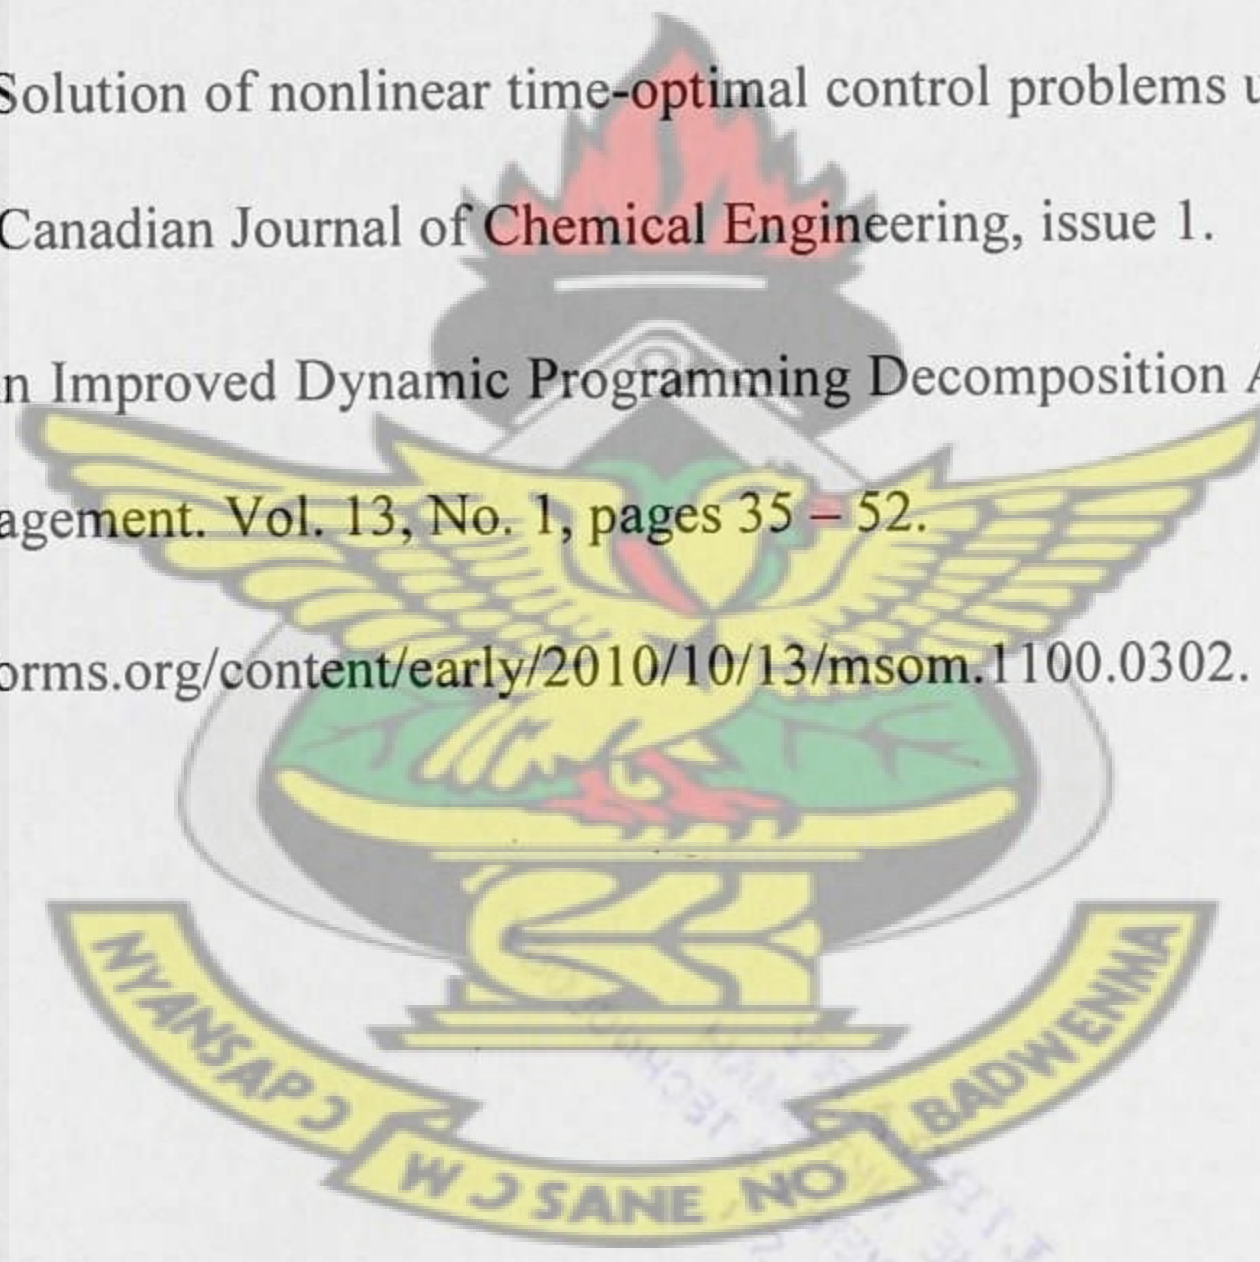 Solution of nonlinear time-optimal control problems
Canadian Journal of Chemical Engineering, issue 1.
n Improved Dynamic Programming Decomposition
agement. Vol. 13, No. 1, pages 35 – 52.
orms.org/content/early/2010/10/13/msom.1100.0302.
NYANSAPƆ
WƆ SANE NO
BADWENMA